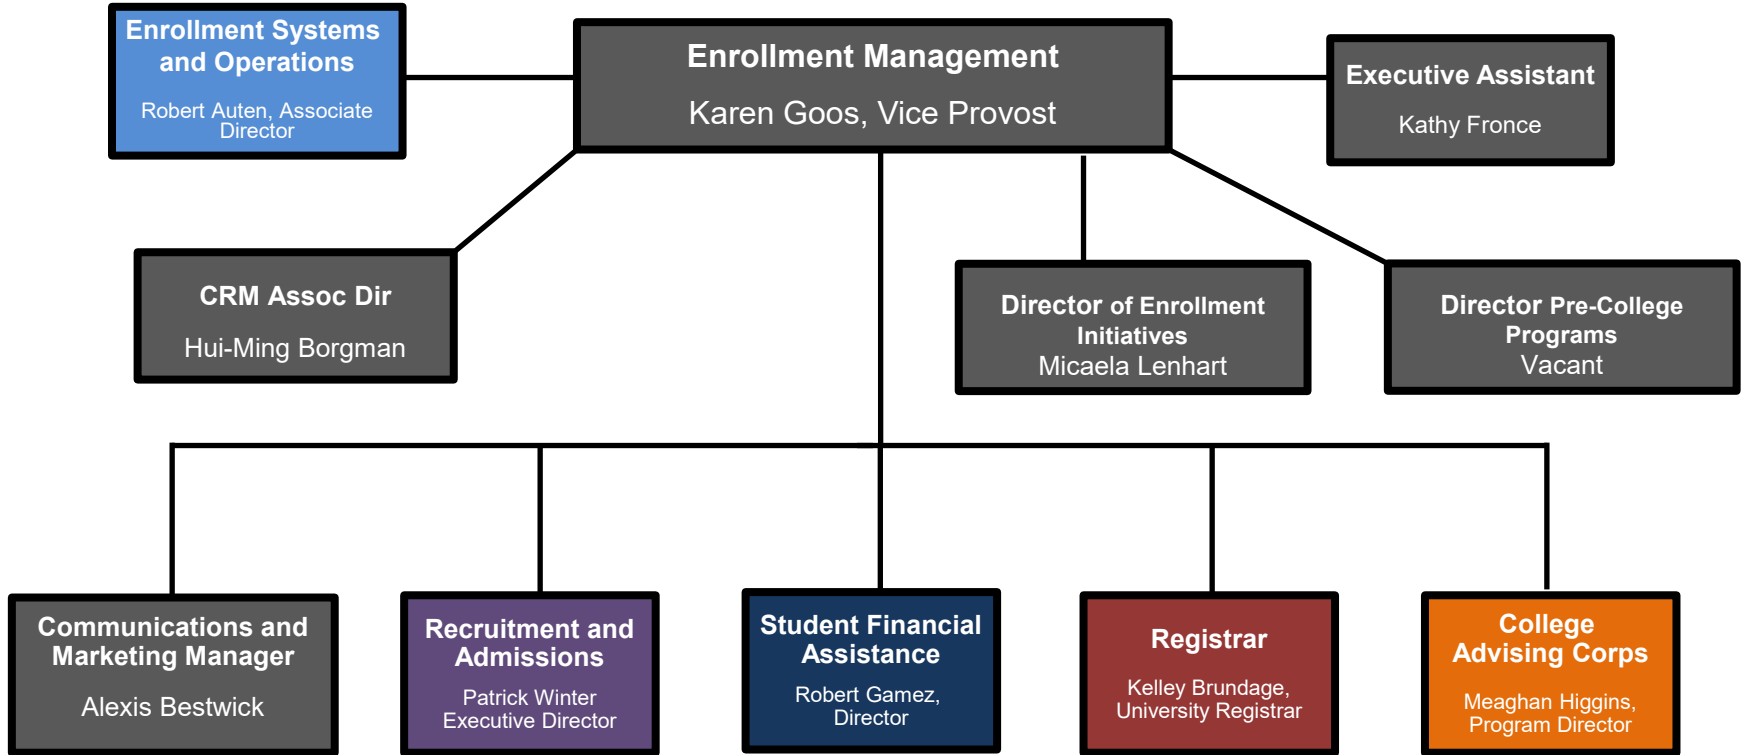 Enrollment Systems
and Operations
Robert Auten, Associate
Director
Enrollment Management
Karen Goos, Vice Provost
Executive Assistant
Kathy Fronce
CRM Assoc Dir
Hui-Ming Borgman
Director of Enrollment
Initiatives
Micaela Lenhart
Director Pre-College
Programs
Vacant
Communications and
Marketing Manager
Alexis Bestwick
Recruitment and
Admissions
Patrick Winter
Executive Director
Student Financial
Assistance
Robert Gamez,
Director
Registrar
Kelley Brundage,
University Registrar
College
Advising Corps
Meaghan Higgins,
Program Director